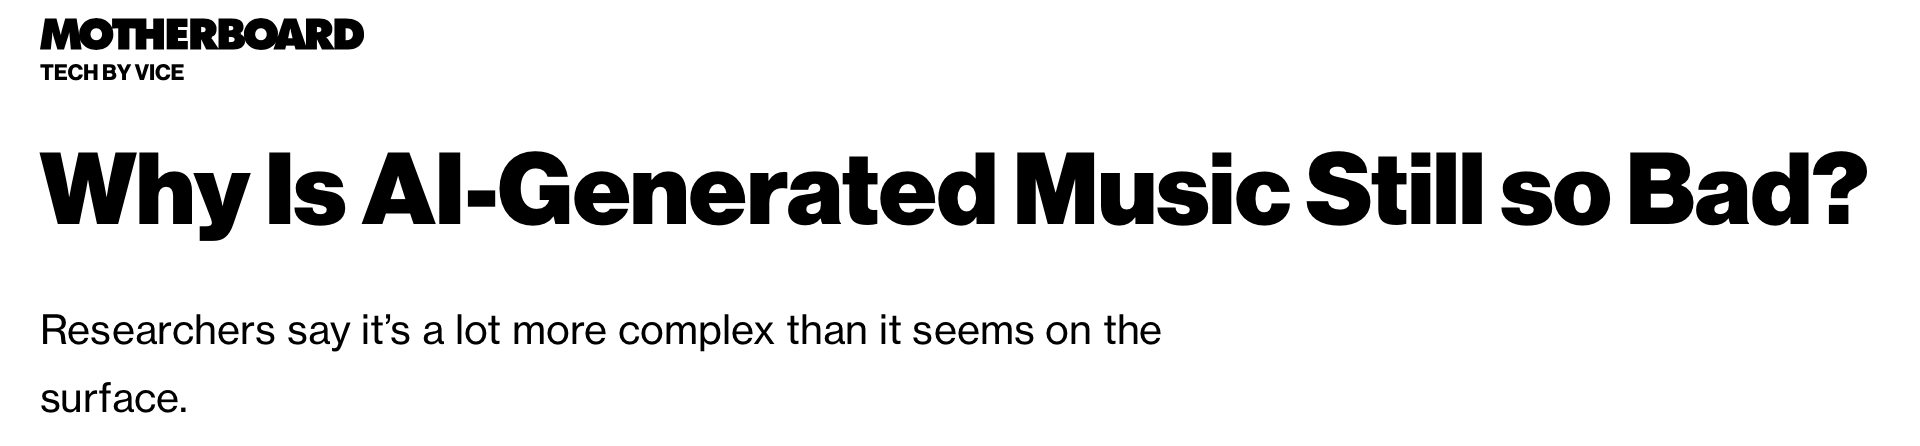 MOTHERBOARD
TECH BY VICE
Why Is AI-Generated Music Still so Bad?
Researchers say it’s a lot more complex than it seems on the
surface.